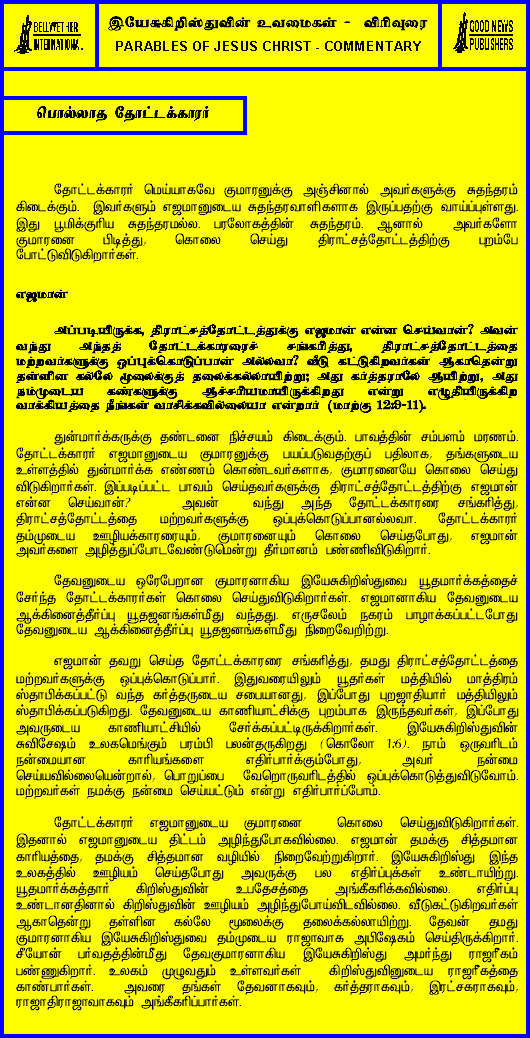 BELLWETHER
INTERNATIONAL
இயேசுகிறிஸ்துவின் உவமைகள் - விரிவுரை
PARABLES OF JESUS CHRIST - COMMENTARY
GOOD NEWS
PUBLISHERS
பொல்லாத தோட்டக்காரர்
தோட்டக்காரர் மெய்யாகவே குமாரனுக்கு அஞ்சினால் அவர்களுக்கு சுதந்தரம்
கிடைக்கும். இவர்களும் எஜமானுடைய சுதந்தரவாளிகளாக இருப்பதற்கு வாய்ப்புள்ளது.
இது பூமிக்குரிய சுதந்தரமல்ல. பரலோகத்தின் சுதந்தரம். ஆனால் அவர்களோ
குமாரனை பிடித்து, கொலை செய்து திராட்சத்தோட்டத்திற்கு புறம்பே
போட்டுவிடுகிறார்கள்.
எஜமான்
அப்படியிருக்க, திராட்சத்தோட்டத்துக்கு எஜமான் என்ன செய்வான்? அவன்
வந்து அந்தத் தோட்டக்காரரைச் சங்கரித்து, திராட்சத்தோட்டத்தை
மற்றவர்களுக்கு ஒப்புக்கொடுப்பான் அல்லவா? வீடு கட்டுகிறவர்கள் ஆகாதென்று
தள்ளின கல்லே மூலைக்குத் தலைக்கல்லாயிற்று; அது கர்த்தராலே ஆயிற்று, அது
நம்முடைய கண்களுக்கு ஆச்சரியமாயிருக்கிறது என்று எழுதியிருக்கிற
வாக்கியத்தை நீங்கள் வாசிக்கவில்லையா என்றார் (மாற்கு 12:9-11).
துன்மார்க்கருக்கு தண்டனை நிச்சயம் கிடைக்கும். பாவத்தின் சம்பளம் மரணம்.
தோட்டக்காரர் எஜமானுடைய குமாரனுக்கு பயப்படுவதற்குப் பதிலாக, தங்களுடைய
உள்ளத்தில் துன்மார்க்க எண்ணம் கொண்டவர்களாக, குமாரனையே கொலை செய்து
விடுகிறார்கள். இப்படிப்பட்ட பாவம் செய்தவர்களுக்கு திராட்சத்தோட்டத்திற்கு எஜமான்
என்ன செய்வான்? அவன் வந்து அந்த தோட்டக்காரரை சங்கரித்து,
திராட்சத்தோட்டத்தை மற்றவர்களுக்கு ஒப்புக்கொடுப்பானல்லவா. தோட்டக்காரர்
தம்முடைய ஊழியக்காரரையும், குமாரனையும் கொலை செய்தபோது, எஜமான்
அவர்களை அழித்துப்போடவேண்டுமென்று தீர்மானம் பண்ணிவிடுகிறார்.
தேவனுடைய ஒரேபேறான குமாரனாகிய இயேசுகிறிஸ்துவை யூதமார்க்கத்தைச்
சேர்ந்த தோட்டக்காரர்கள் கொலை செய்துவிடுகிறார்கள். எஜமானாகிய தேவனுடைய
ஆக்கினைத்தீர்ப்பு யூதஜனங்கள்மீது வந்தது. எருசலேம் நகரம் பாழாக்கப்பட்டபோது
தேவனுடைய ஆக்கினைத்தீர்ப்பு யூதஜனங்கள்மீது நிறைவேறிற்று.
எஜமான் தவறு செய்த தோட்டக்காரரை சங்கரித்து, தமது திராட்சத்தோட்டத்தை
மற்றவர்களுக்கு ஒப்புக்கொடுப்பார். இதுவரையிலும் யூதர்கள் மத்தியில் மாத்திரம்
ஸ்தாபிக்கப்பட்டு வந்த கர்த்தருடைய சபையானது, இப்போது புறஜாதியார் மத்தியிலும்
ஸ்தாபிக்கப்படுகிறது. தேவனுடைய காணியாட்சிக்கு புறம்பாக இருந்தவர்கள், இப்போது
அவருடைய காணியாட்சியில் சேர்க்கப்பட்டிருக்கிறார்கள். இயேசுகிறிஸ்துவின்
சுவிசேஷம் உலகமெங்கும் பரம்பி பலன்தருகிறது (கொலோ 1:6). நாம் ஒருவரிடம்
நன்மையான காரியங்களை எதிர்பார்க்கும்போது, அவர் நன்மை
செய்யவில்லையென்றால், பொறுப்பை வேறொருவரிடத்தில் ஒப்புக்கொடுத்துவிடுவோம்.
மற்றவர்கள் நமக்கு நன்மை செய்யட்டும் என்று எதிர்பார்ப்போம்.
தோட்டக்காரர் எஜமானுடைய குமாரனை கொலை செய்துவிடுகிறார்கள்.
இதனால் எஜமானுடைய திட்டம் அழிந்துபோகவில்லை. எஜமான் தமக்கு சித்தமான
காரியத்தை, தமக்கு சித்தமான வழியில் நிறைவேற்றுகிறார். இயேசுகிறிஸ்து இந்த
உலகத்தில் ஊழியம் செய்தபோது அவருக்கு பல எதிர்ப்புக்கள் உண்டாயிற்று.
யூதமார்க்கத்தார் கிறிஸ்துவின் உபதேசத்தை அங்கீகரிக்கவில்லை. எதிர்ப்பு
உண்டானதினால் கிறிஸ்துவின் ஊழியம் அழிந்துபோய்விடவில்லை. வீடுகட்டுகிறவர்கள்
ஆகாதென்று தள்ளின கல்லே மூலைக்கு தலைக்கல்லாயிற்று. தேவன் தமது
குமாரனாகிய இயேசுகிறிஸ்துவை தம்முடைய ராஜாவாக அபிஷேகம் செய்திருக்கிறார்.
சீயோன் பர்வதத்தின்மீது தேவகுமாரனாகிய இயேசுகிறிஸ்து அமர்ந்து ராஜரீகம்
பண்ணுகிறார். உலகம் முழுவதும் உள்ளவர்கள் கிறிஸ்துவினுடைய ராஜரீகத்தை
காண்பார்கள். அவரை தங்கள் தேவனாகவும், கர்த்தராகவும், இரட்சகராகவும்,
ராஜாதிராஜாவாகவும் அங்கீகரிப்பார்கள்.